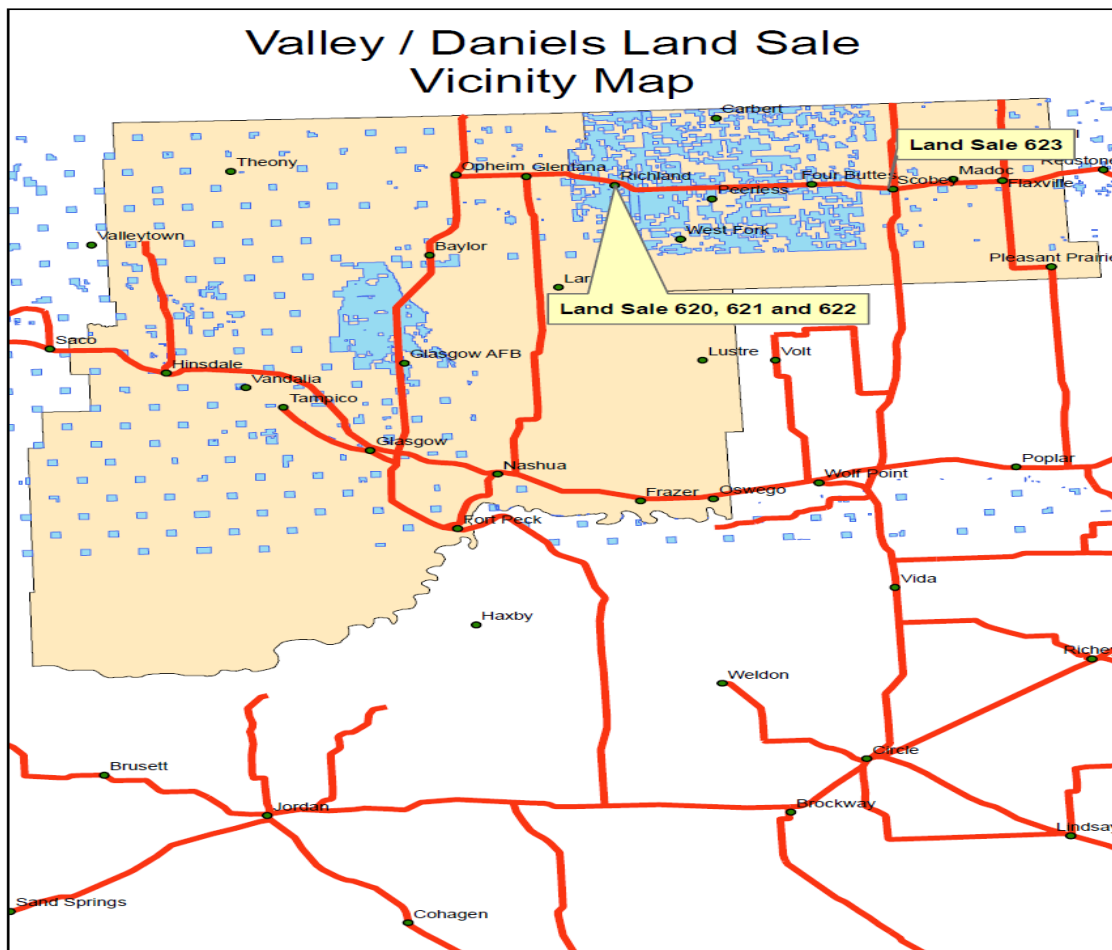 Valley / Daniels Land Sale
Vicinity Map
Carbert
Land Sale 623
Theony
Opheim
Glentana
Richland
Four Buttes
Scobey
Madoc
Flaxville
Redstone
Peerless
Valleytown
West Fork
Baylor
Pleasant Prairie
Land Sale 620, 621 and 622
Saco
Hinsdale
Glasgow AFB
Lustre
Volt
Vandalia
Tampico
Glasgow
Nashua
Poplar
Wolf Point
Frazer
Oswego
Fort Peck
Vida
Haxby
Weldon
Circle
Brusett
Jordan
Brockway
Lindsay
Sand Springs
Cohagen